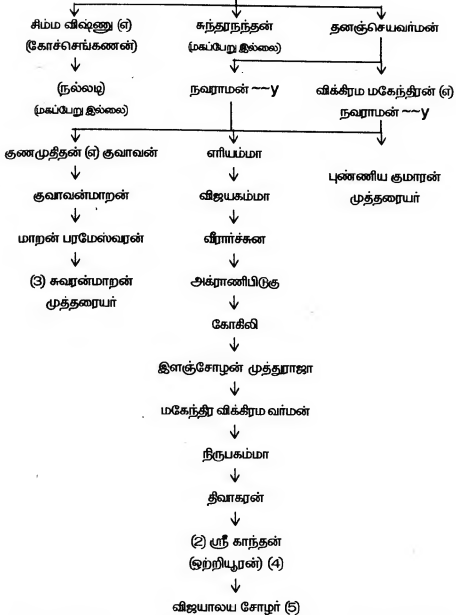 சிம்ம விஷ்ணு (எ)
(கோச்செங்கணன்)
சுந்தரநந்தன்
(மகப்பேறு இல்லை)
தனஞ்செயவர்மன்
(நல்லடி)
(மகப்பேறு இல்லை)
நவராமன் ~~y
விக்கிரம மகேந்திரன் (எ)
நவராமன் ~~y
குணமுதிதன் (எ) குவாவன்
எரியம்மா
புண்ணிய குமாரன்
முத்தரையர்
குவாவன்மாறன்
விஜயகம்மா
மாறன் பரமேஸ்வரன்
வீரார்ச்சுன
(3) சுவரன்மாறன்
முத்தரையர்
அக்ராணிபிடுகு
கோகிலி
இளஞ்சோழன் முத்துராஜா
மகேந்திர விக்கிரம வர்மன்
நிருபகம்மா
திவாகரன்
(2) ஸ்ரீ காந்தன்
(ஒற்றியூரன்) (4)
விஜயாலய சோழர் (5)